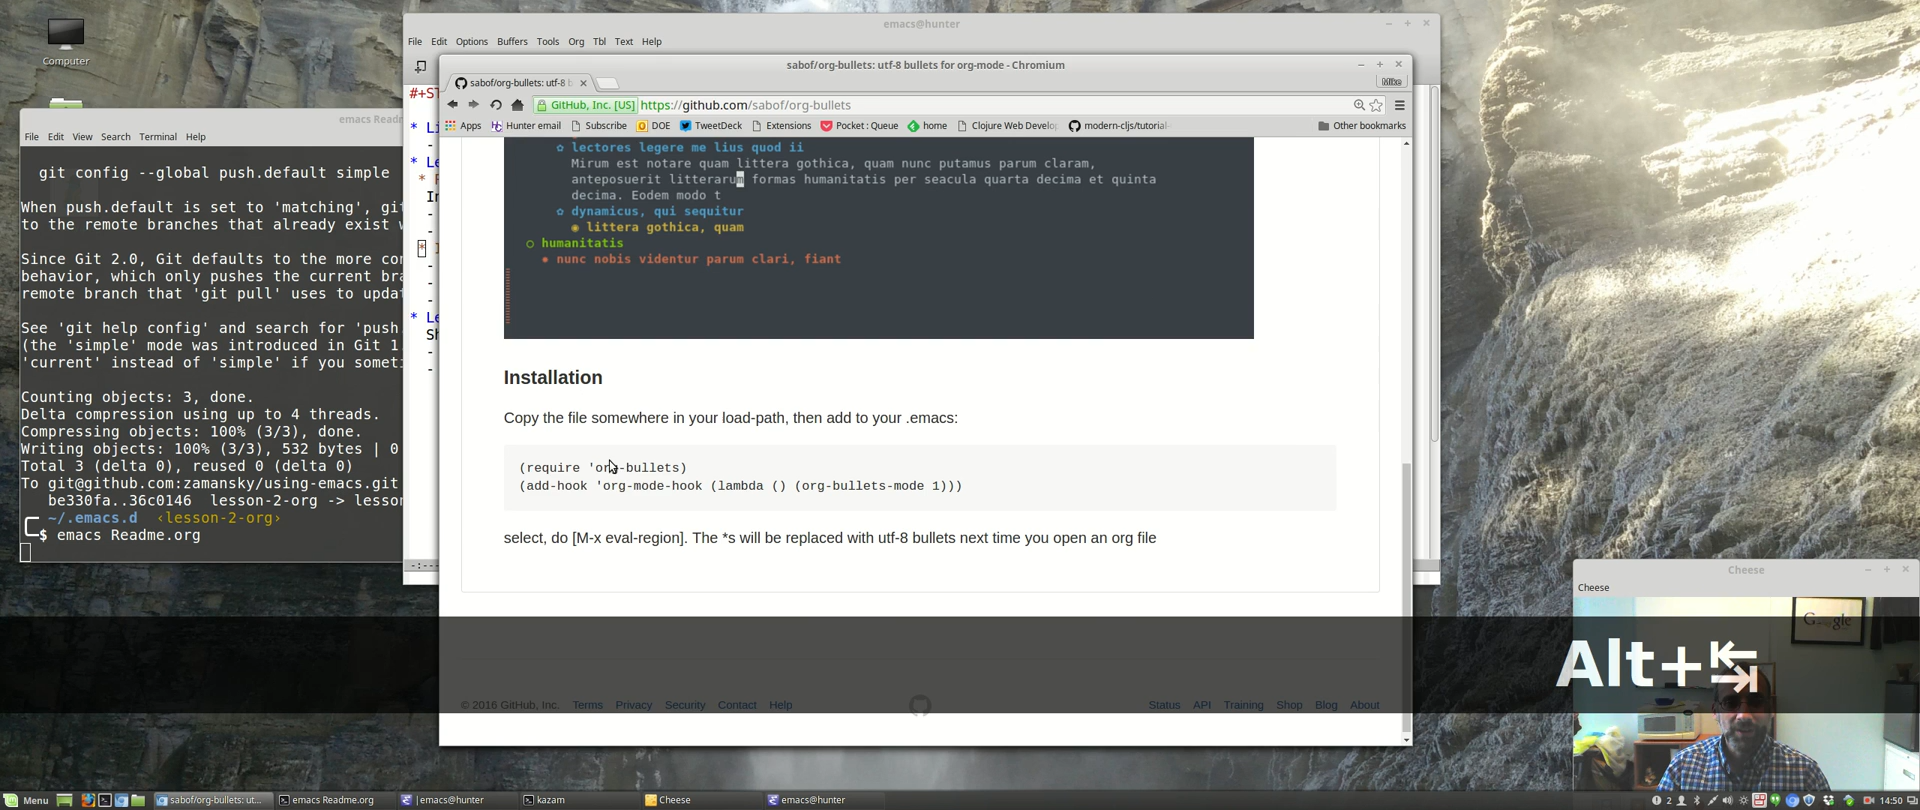 Computer
emacs@hunter
File Edit Options Buffers Tools Org Tbl Text Help
#+ST
* Li
-
* Le
* R
In
-
-
* I
-
-
-
* Le
Sh
-
-
-:---
emacs Readm
File Edit View Search Terminal Help
git config --global push.default simple
When push.default is set to 'matching', git
to the remote branches that already exist w
Since Git 2.0, Git defaults to the more con
behavior, which only pushes the current bra
remote branch that 'git pull' uses to updat
See 'git help config' and search for 'push.
(the 'simple' mode was introduced in Git 1
'current' instead of 'simple' if you someti
Counting objects: 3, done.
Delta compression using up to 4 threads.
Compressing objects: 100% (3/3), done.
Writing objects: 100% (3/3), 532 bytes | 0
Total 3 (delta 0), reused 0 (delta 0)
To git@github.com:zamansky/using-emacs.git
be330fa..36c0146 lesson-2-org -> lesson
~/.emacs.d ‹lesson-2-org›
$ emacs Readme.org
sabof/org-bullets: utf-8 bullets for org-mode - Chromium
sabof/org-bullets: utf-8 b
GitHub, Inc. [US] https://github.com/sabof/org-bullets
Apps Hunter email Subscribe DOE TweetDeck Extensions Pocket : Queue home Clojure Web Develo modern-cljs/tutorial- Other bookmarks
✿ lectores legere me lius quod ii
Mirum est notare quam littera gothica, quam nunc putamus parum claram,
anteposuerit litterarum formas humanitatis per seacula quarta decima et quinta
decima. Eodem modo t
✿ dynamicus, qui sequitur
◉ littera gothica, quam
○ humanitatis
nunc nobis videntur parum clari, fiant
Installation
Copy the file somewhere in your load-path, then add to your .emacs:
(require 'org-bullets)
(add-hook 'org-mode-hook (lambda () (org-bullets-mode 1)))
select, do [M-x eval-region]. The *s will be replaced with utf-8 bullets next time you open an org file
© 2016 GitHub, Inc. Terms Privacy Security Contact Help Status API Training Shop Blog About
Cheese
Cheese
Google
Alt+
Menu sabof/org-bullets: ut... emacs Readme.org emacs@hunter kazam Cheese emacs@hunter 2 14:50